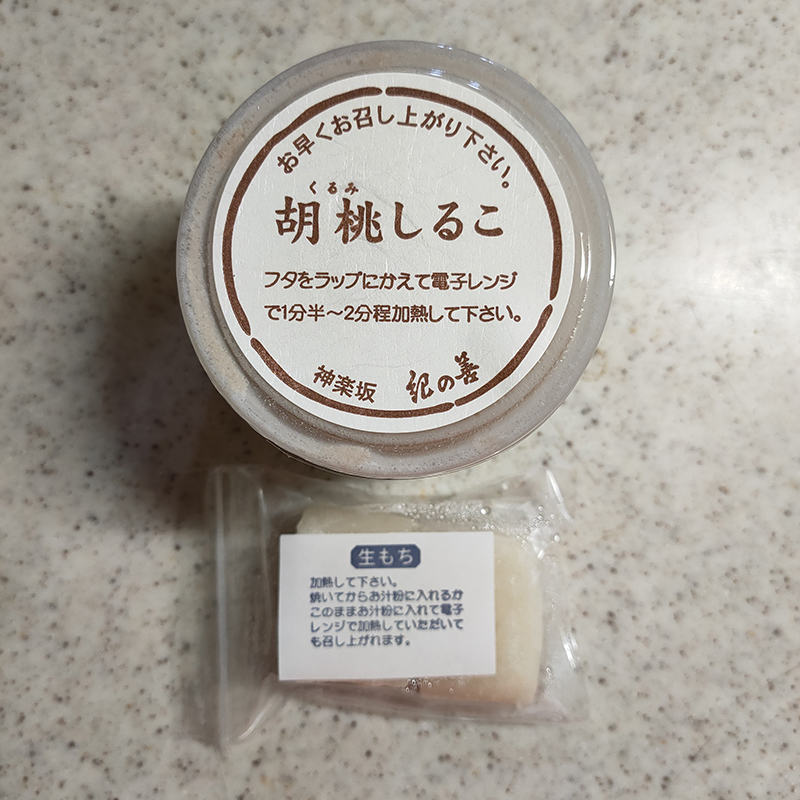 お早くお召し上がり下さい。
くるみ
胡桃しるこ
フタをラップにかえて電子レンジ
で1分半～2分程加熱して下さい。
神楽坂 紀の善
生もち
加熱して下さい。
焼いてからお汁粉に入れるか
このままお汁粉に入れて電子
レンジで加熱していただいて
も召し上がれます。